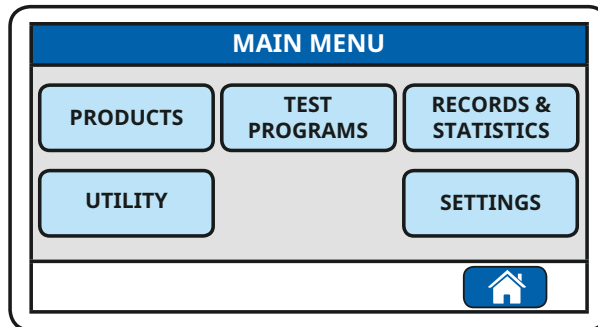 MAIN MENU
PRODUCTS
TEST
PROGRAMS
RECORDS &
STATISTICS
UTILITY
SETTINGS